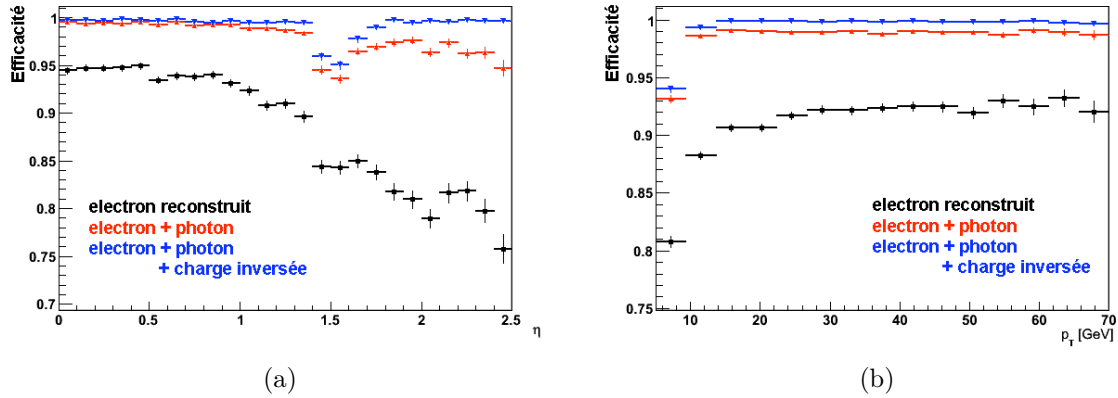 Efficacité
1
0.95
0.9
0.85
0.8
0.75
0.7
electron reconstruit
electron + photon
electron + photon
+ charge inversée
0 0.5 1 1.5 2 2.5
η
(a)
Efficacité
1
0.95
0.9
0.85
0.8
0.75
electron reconstruit
electron + photon
electron + photon
+ charge inversée
10 20 30 40 50 60 70
p_T [GeV]
(b)